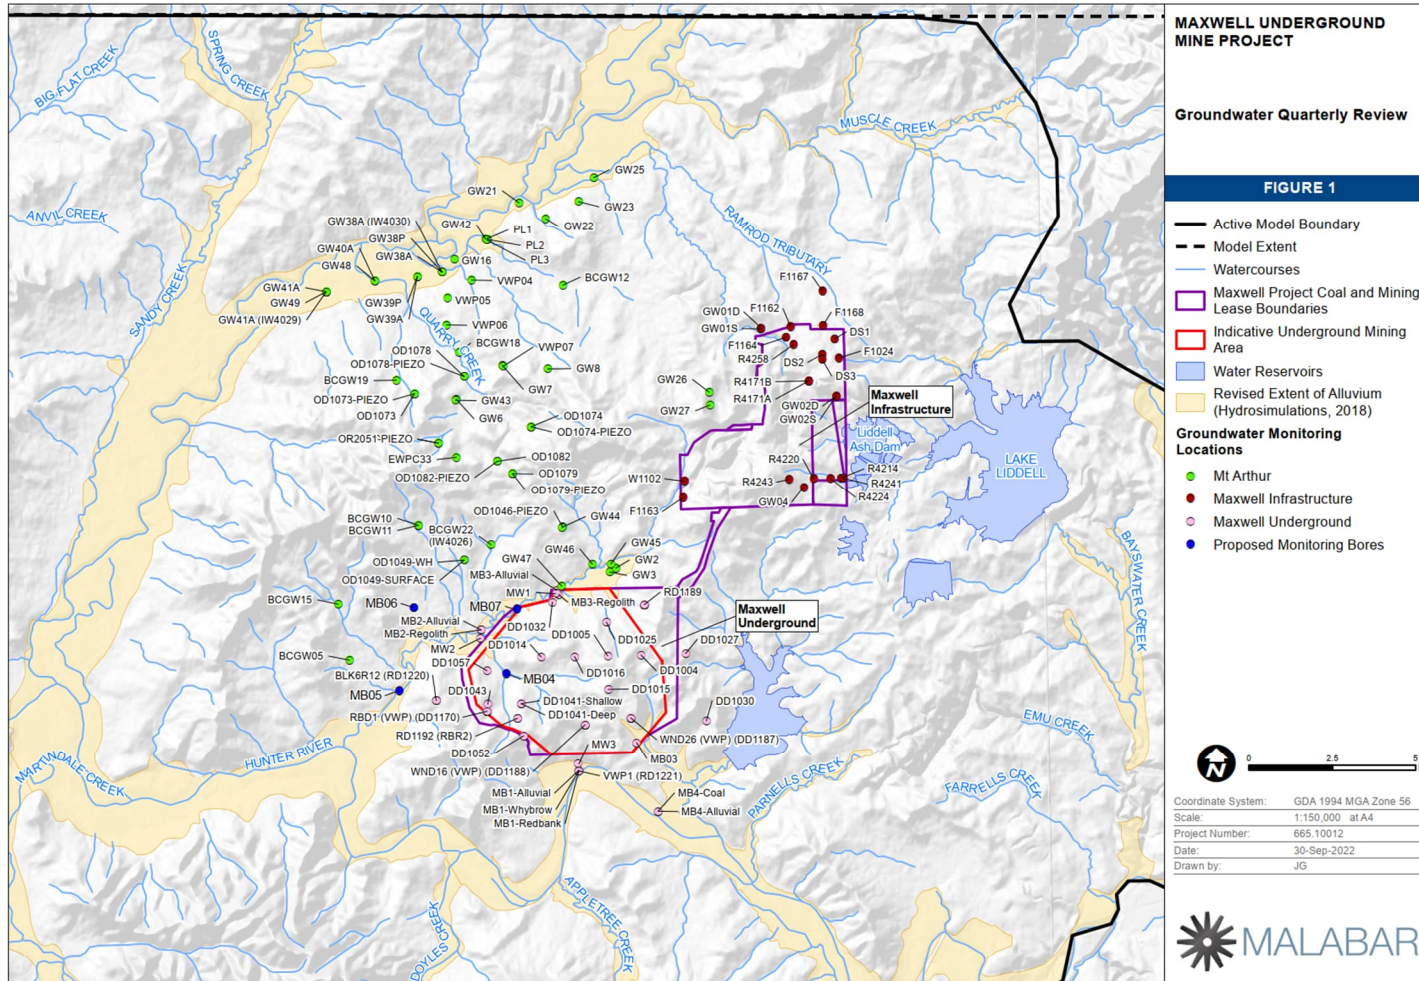 MAXWELL UNDERGROUND
MINE PROJECT
Groundwater Quarterly Review
FIGURE 1
Active Model Boundary
Model Extent
Watercourses
Maxwell Project Coal and Mining
Lease Boundaries
Indicative Underground Mining
Area
Water Reservoirs
Revised Extent of Alluvium
(Hydrosimulations, 2018)
Groundwater Monitoring
Locations
Mt Arthur
Maxwell Infrastructure
Maxwell Underground
Proposed Monitoring Bores
N
0 2.5 5
Coordinate System: GDA 1994 MGA Zone 56
Scale: 1:150,000 at A4
Project Number: 665.10012
Date: 30-Sep-2022
Drawn by: JG
MALABAR
BIG FLAT CREEK
SPRING CREEK
MUSCLE CREEK
ANVIL CREEK
SANDY CREEK
RAMROD TRIBUTARY
QUARRY CREEK
GW25
GW21
GW23
GW22
GW38A (IW4030)
GW42
PL1
GW38P
PL2
GW40A
GW38A
PL3
GW48
GW16
GW41A
VWP04
BCGW12
GW49
GW39P
VWP05
GW41A (IW4029)
GW39A
VWP06
BCGW18
OD1078
VWP07
OD1078-PIEZO
BCGW19
GW8
GW7
OD1073-PIEZO
GW43
OD1073
GW6
OD1074
OD1074-PIEZO
OR2051-PIEZO
EWPC33
OD1082
OD1082-PIEZO
OD1079
OD1079-PIEZO
GW26
GW27
F1167
F1162
F1168
GW01D
GW01S
DS1
F1164
R4258
DS2
F1024
DS3
R4171B
R4171A
GW02D
GW02S
Maxwell
Infrastructure
Liddell
Ash Dam
LAKE
LIDDELL
R4220
R4214
R4243
R4241
GW04
R4224
W1102
F1163
OD1046-PIEZO
GW44
BCGW10
BCGW11
BCGW22
(IW4026)
GW45
GW46
GW2
GW47
GW3
OD1049-WH
MB3-Alluvial
OD1049-SURFACE
MW1
MB3-Regolith
RD1189
BCGW15
MB06
MB07
MB2-Alluvial
MB2-Regolith
DD1032
Maxwell
Underground
MW2
DD1014
DD1005
DD1025
DD1027
BCGW05
DD1057
DD1016
DD1004
BLK6R12 (RD1220)
MB04
MB05
DD1043
DD1015
DD1041-Shallow
DD1041-Deep
DD1030
RBD1 (VWP) (DD1170)
RD1192 (RBR2)
WND26 (VWP) (DD1187)
DD1052
MW3
MB03
WND16 (VWP) (DD1188)
VWP1 (RD1221)
MB1-Alluvial
MB1-Whybrow
MB1-Redbank
MB4-Coal
MB4-Alluvial
BAYSWATER CREEK
EMU CREEK
FARRELLS CREEK
PARNELLS CREEK
HUNTER RIVER
MARTINDALE CREEK
DOYLES CREEK
APPLETREE CREEK